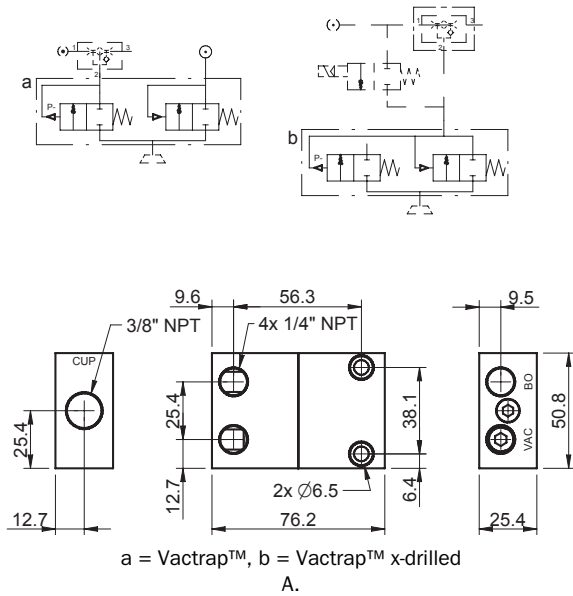 1
3
2
a
P-
1
3
2
b
P-
9.6
56.3
9.5
3/8" NPT
4x 1/4" NPT
CUP
BO
VAC
25.4
25.4
12.7
38.1
6.4
50.8
2x Ø6.5
12.7
76.2
25.4
a = Vactrap™, b = Vactrap™ x-drilled
A.